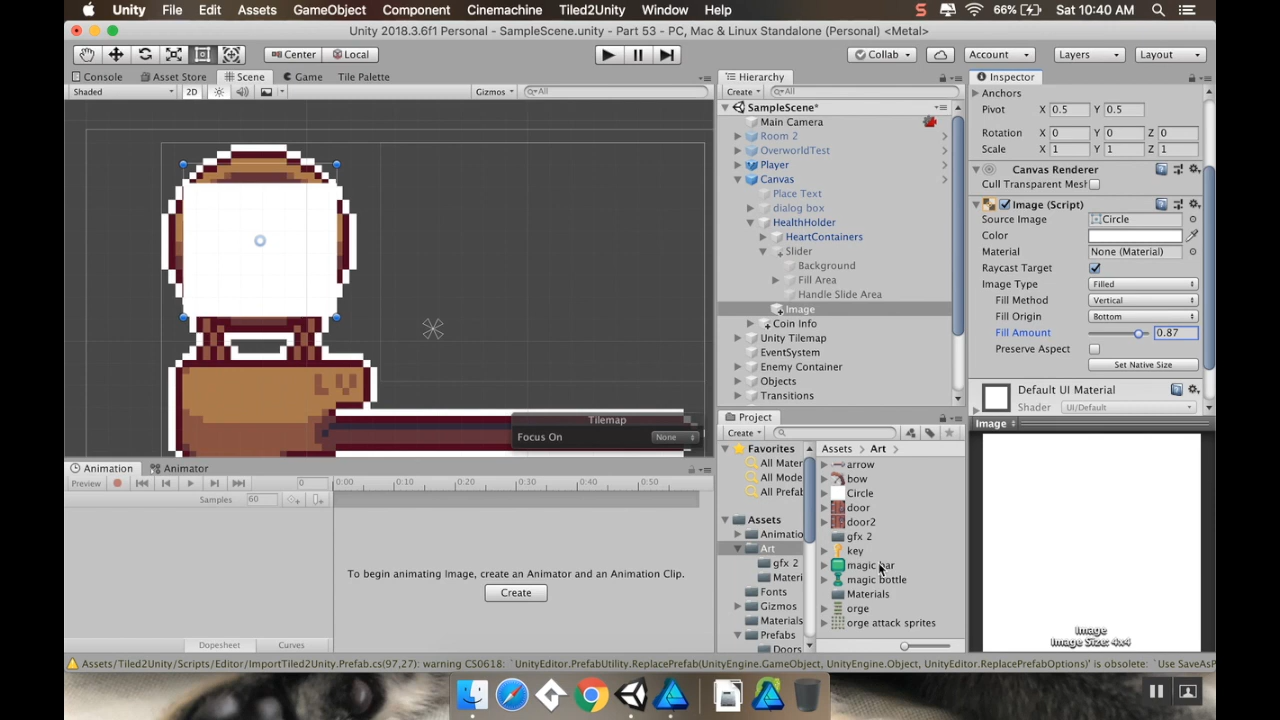 Unity File Edit Assets GameObject Component Cinemachine Tiled2Unity Window Help S 66% Sat 10:40 AM
Unity 2018.3.6f1 Personal - SampleScene.unity - Part 53 - PC, Mac & Linux Standalone (Personal) <Metal>
Center Local Collab Account Layers Layout
Console Asset Store Scene Game Tile Palette
Shaded 2D Gizmos All
LV
Tilemap
Focus On None
Animation Animator
Preview 0 0:00 0:10 0:20 0:30 0:40 0:50
Samples 60
To begin animating Image, create an Animator and an Animation Clip.
Create
Dopesheet Curves
Hierarchy
Create All
SampleScene*
Main Camera
Room 2
OverworldTest
Player
Canvas
Place Text
dialog box
HealthHolder
HeartContainers
Slider
Background
Fill Area
Handle Slide Area
Image
Coin Info
Unity Tilemap
EventSystem
Enemy Container
Objects
Transitions
Project
Create
Favorites
All Mater
All Mode
All Prefab
Assets
Animatio
Art
gfx 2
Materi
Fonts
Gizmos
Materials
Prefabs
Doors
Assets Art
arrow
bow
Circle
door
door2
gfx 2
key
magic bar
magic bottle
Materials
orge
orge attack sprites
Inspector
Anchors
Pivot X 0.5 Y 0.5
Rotation X 0 Y 0 Z 0
Scale X 1 Y 1 Z 1
Canvas Renderer
Cull Transparent Mesh
Image (Script)
Source Image Circle
Color
Material None (Material)
Raycast Target
Image Type Filled
Fill Method Vertical
Fill Origin Bottom
Fill Amount 0.87
Preserve Aspect
Set Native Size
Default UI Material
Shader UI/Default
Image
Image
Image Size: 4x4
Assets/Tiled2Unity/Scripts/Editor/ImportTiled2Unity.Prefab.cs(97,27): warning CS0618: `UnityEditor.PrefabUtility.ReplacePrefab(UnityEngine.GameObject, UnityEngine.Object, UnityEditor.ReplacePrefabOptions)' is obsolete: `Use SaveAsP